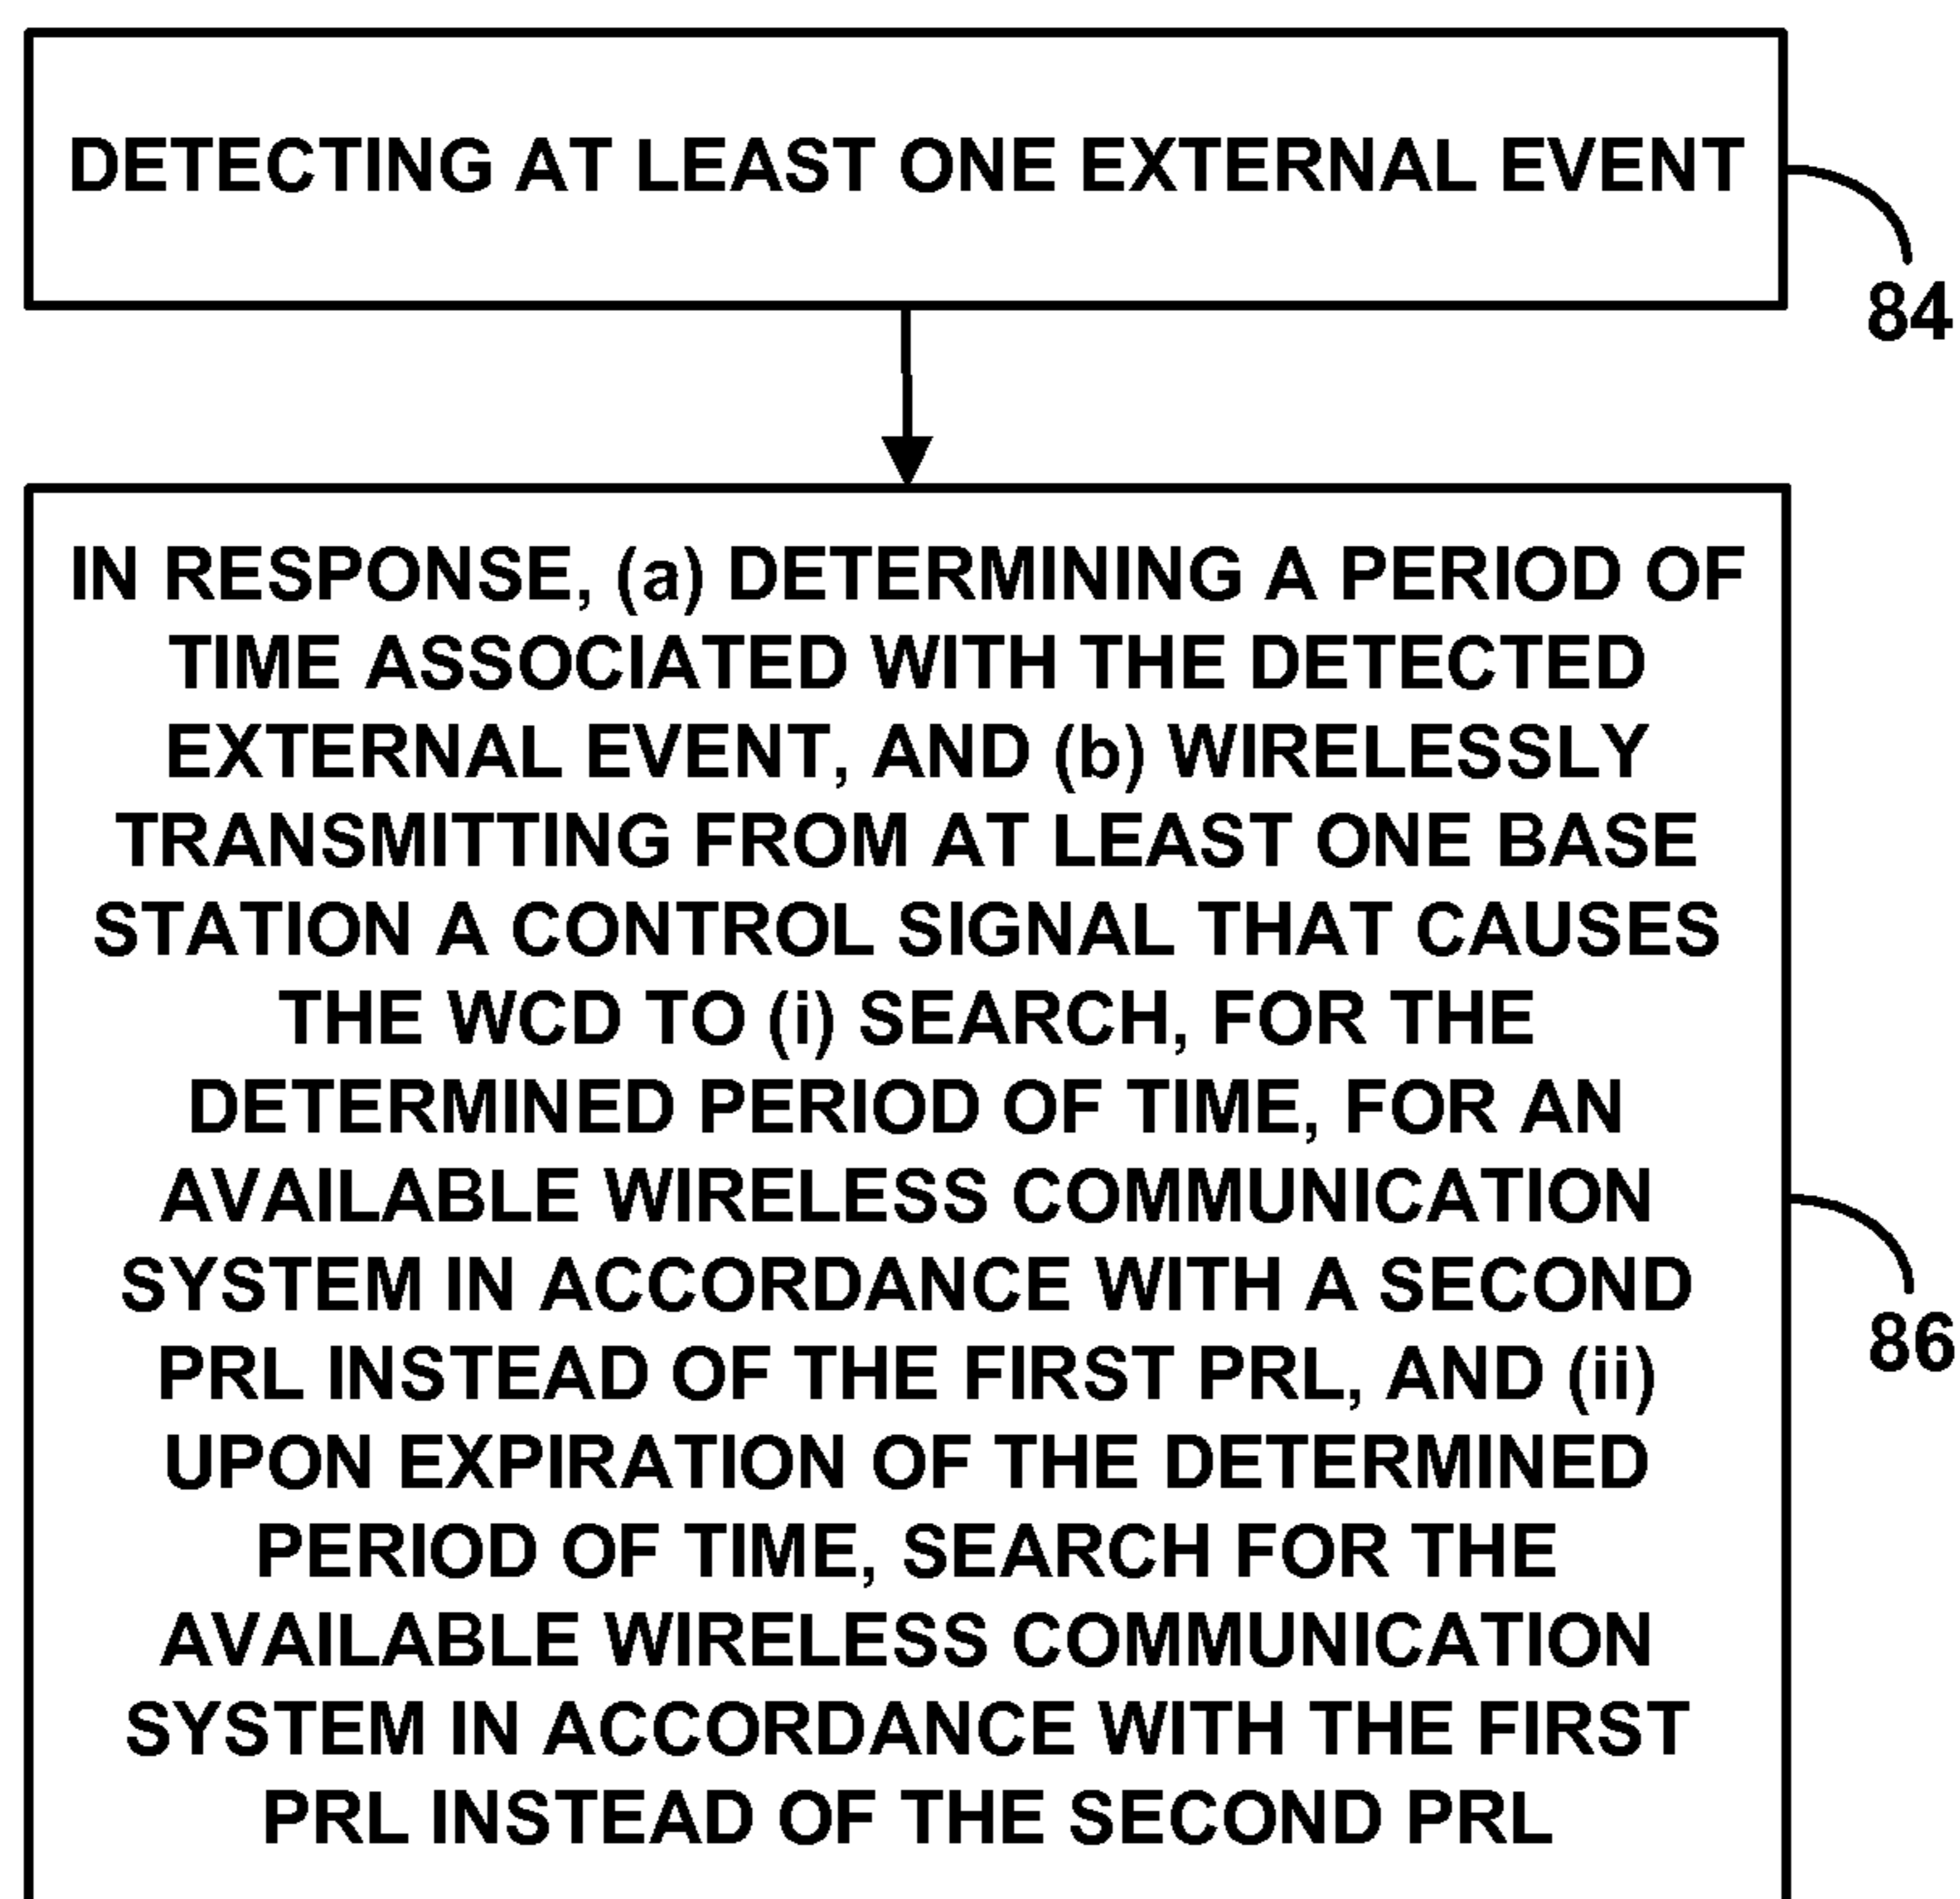 DETECTING AT LEAST ONE EXTERNAL EVENT
84
IN RESPONSE, (a) DETERMINING A PERIOD OF
TIME ASSOCIATED WITH THE DETECTED
EXTERNAL EVENT, AND (b) WIRELESSLY
TRANSMITTING FROM AT LEAST ONE BASE
STATION A CONTROL SIGNAL THAT CAUSES
THE WCD TO (i) SEARCH, FOR THE
DETERMINED PERIOD OF TIME, FOR AN
AVAILABLE WIRELESS COMMUNICATION
SYSTEM IN ACCORDANCE WITH A SECOND
PRL INSTEAD OF THE FIRST PRL, AND (ii)
UPON EXPIRATION OF THE DETERMINED
PERIOD OF TIME, SEARCH FOR THE
AVAILABLE WIRELESS COMMUNICATION
SYSTEM IN ACCORDANCE WITH THE FIRST
PRL INSTEAD OF THE SECOND PRL
86